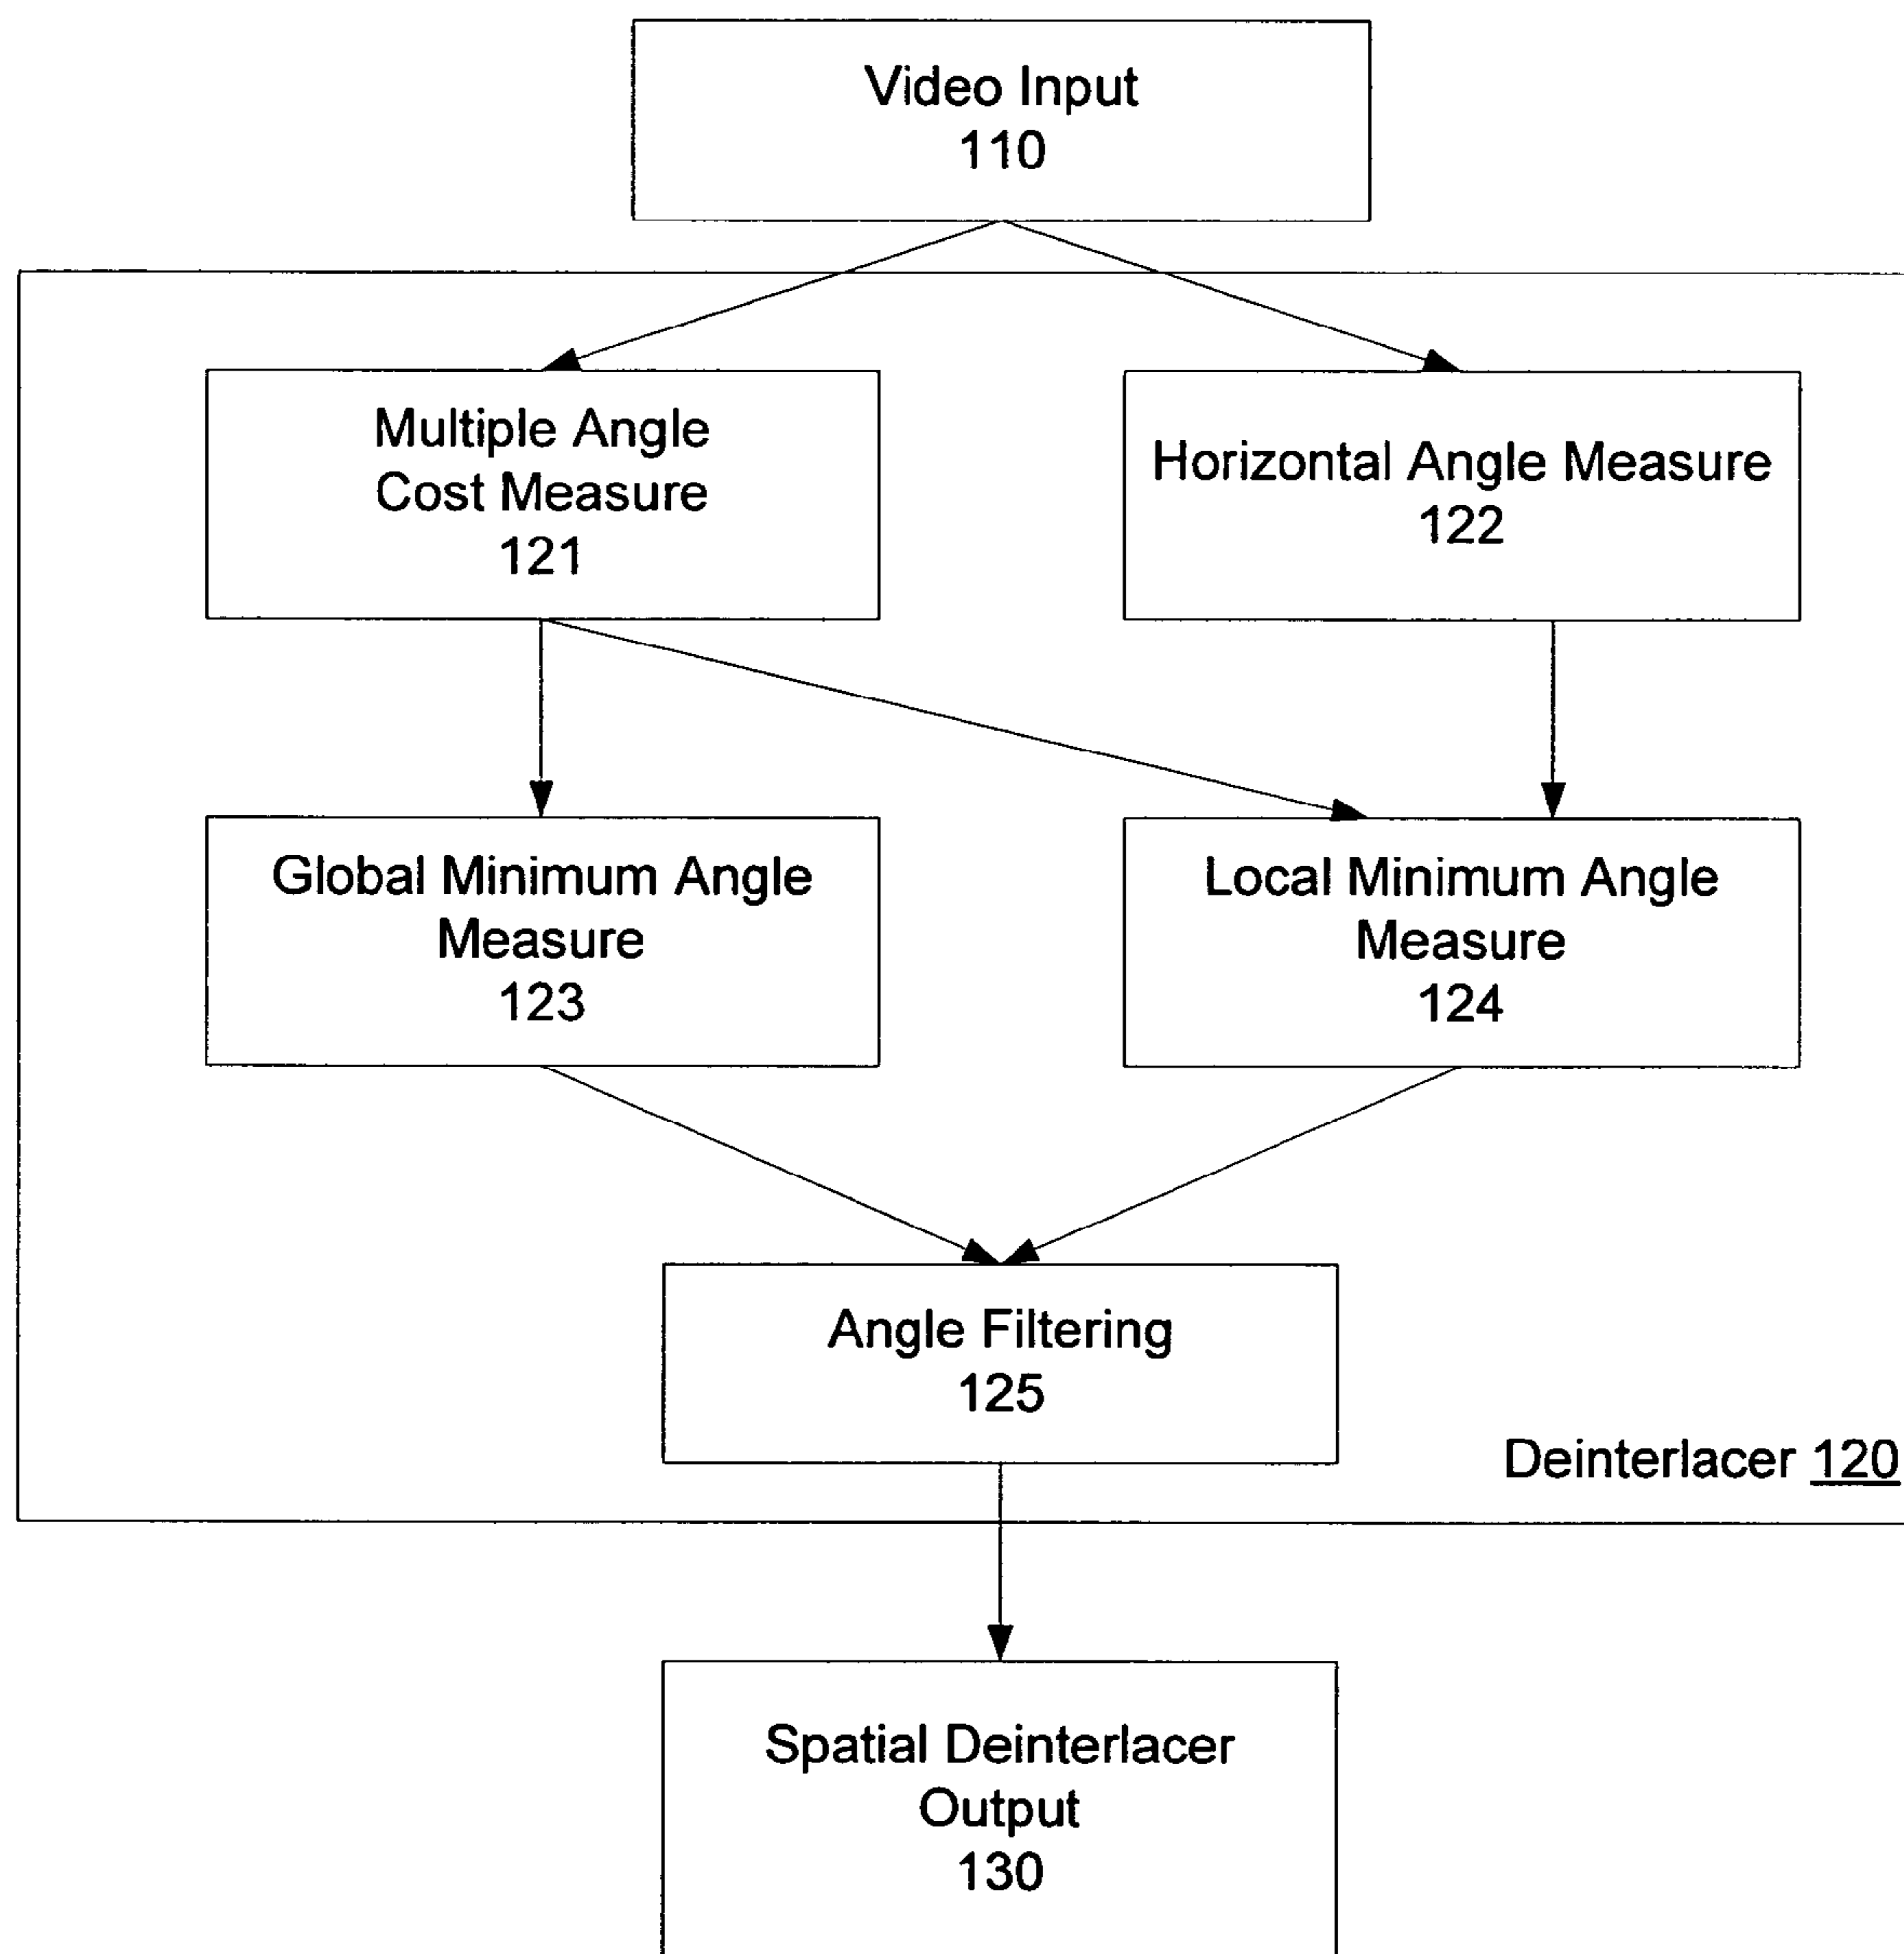 Video Input
110
Multiple Angle
Cost Measure
121
Horizontal Angle Measure
122
Global Minimum Angle
Measure
123
Local Minimum Angle
Measure
124
Angle Filtering
125
Deinterlacer 120
Spatial Deinterlacer
Output
130